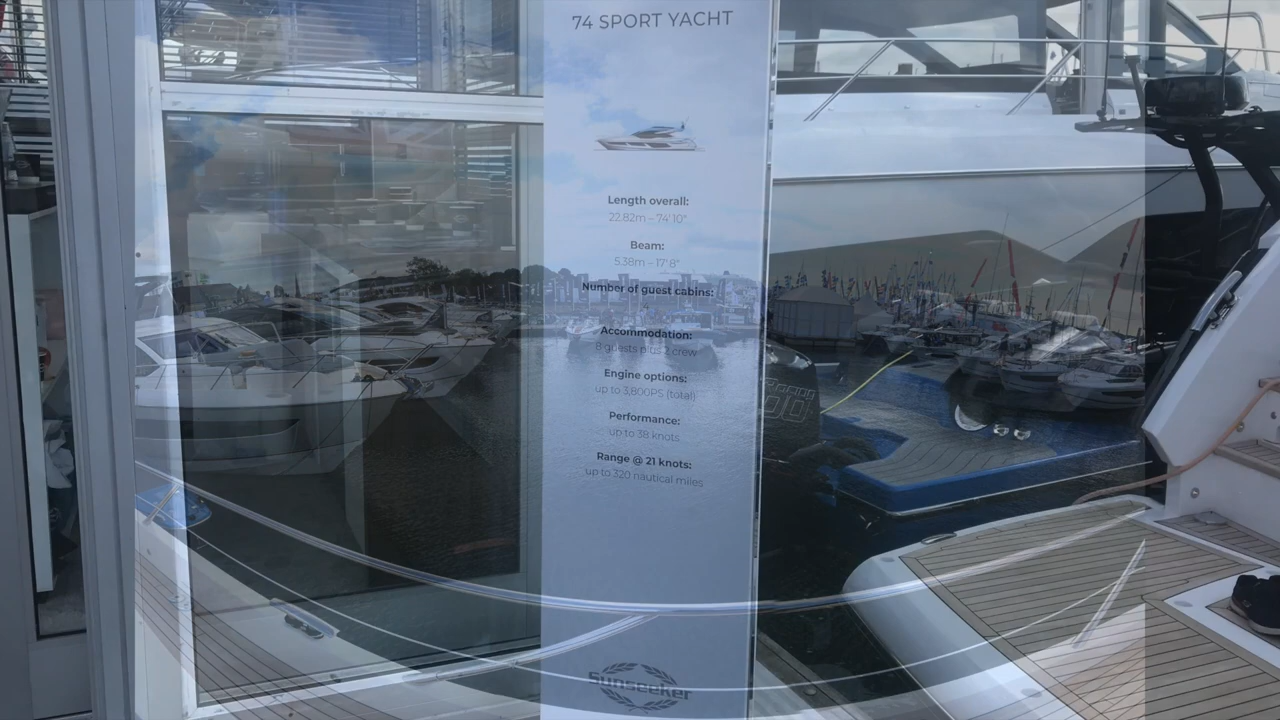 74 SPORT YACHT
Length overall:
22.82m – 74' 10"
Beam:
5.38m – 17' 8"
Number of guest cabins:
4
Accommodation:
8 guests plus 2 crew
Engine options:
up to 3,800PS (total)
Performance:
up to 38 knots
Range @ 21 knots:
up to 320 nautical miles
Sunseeker